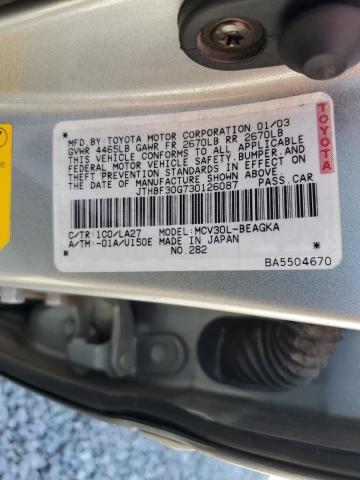 MFD.BY: TOYOTA MOTOR CORPORATION 01/03
GVWR 4465LB GAWR FR 2670LB RR 2670LB
THIS VEHICLE CONFORMS TO ALL APPLICABLE
FEDERAL MOTOR VEHICLE SAFETY, BUMPER AND
THEFT PREVENTION STANDARDS IN EFFECT ON
THE DATE OF MANUFACTURE SHOWN ABOVE.
JTHBF30G730126087 PASS.CAR
C/TR: 1C0/LA27 MODEL: MCV30L-BEAGKA
A/TM: -01A/U150E MADE IN JAPAN
NO.282
BA5504670
TOYOTA